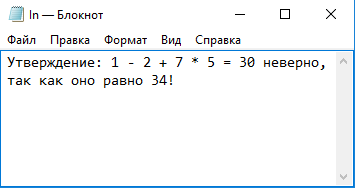 In — Блокнот
Файл Правка Формат Вид Справка
Утверждение: 1 - 2 + 7 * 5 = 30 неверно,
так как оно равно 34!